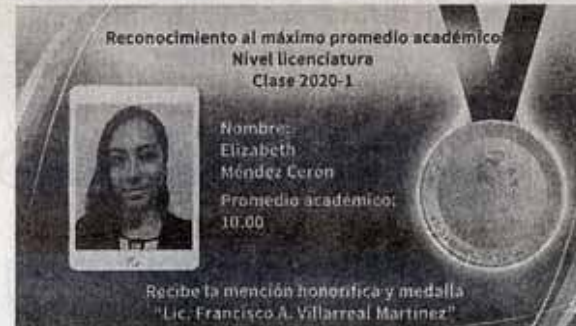 Reconocimiento al máximo promedio académico
Nivel licenciatura
Clase 2020-1
Nombre:
Elizabeth
Méndez Cerón
Promedio académico:
10.00
Recibe la mención honorífica y medalla
"Lic. Francisco A. Villarreal Martínez"